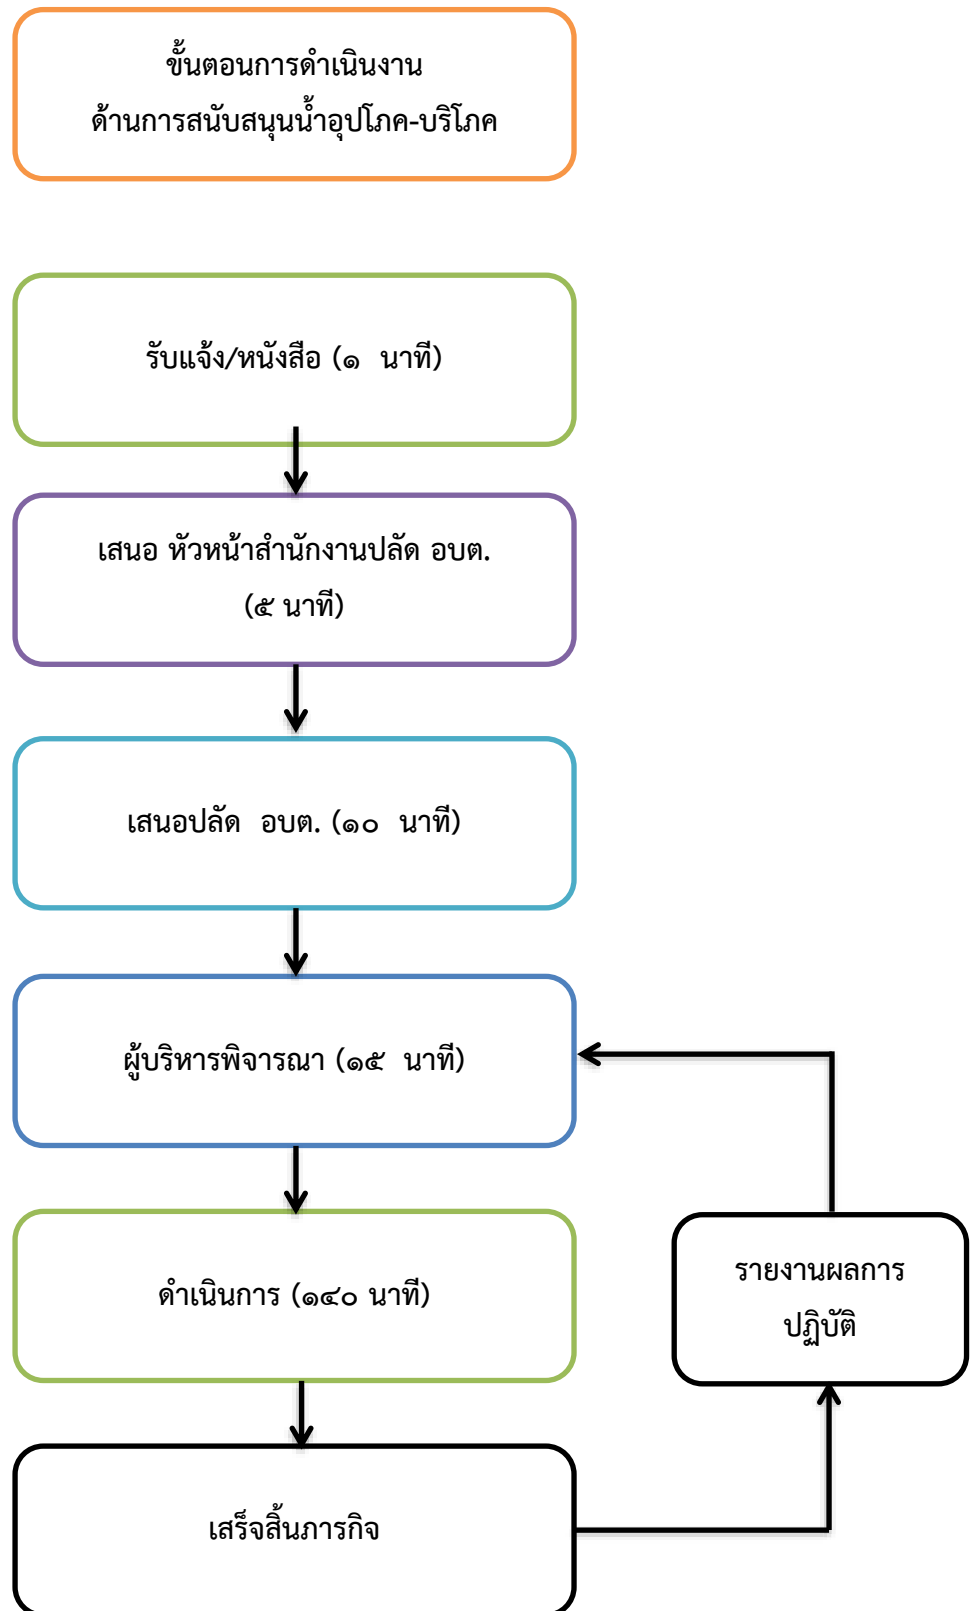 ขั้นตอนการดำเนินงาน
ด้านการสนับสนุนน้ำอุปโภค-บริโภค
รับแจ้ง/หนังสือ (๑ นาที)
เสนอ หัวหน้าสำนักงานปลัด อบต.
(๕ นาที)
เสนอปลัด อบต. (๑๐ นาที)
ผู้บริหารพิจารณา (๑๕ นาที)
ดำเนินการ (๑๔๐ นาที)
รายงานผลการ
ปฏิบัติ
เสร็จสิ้นภารกิจ